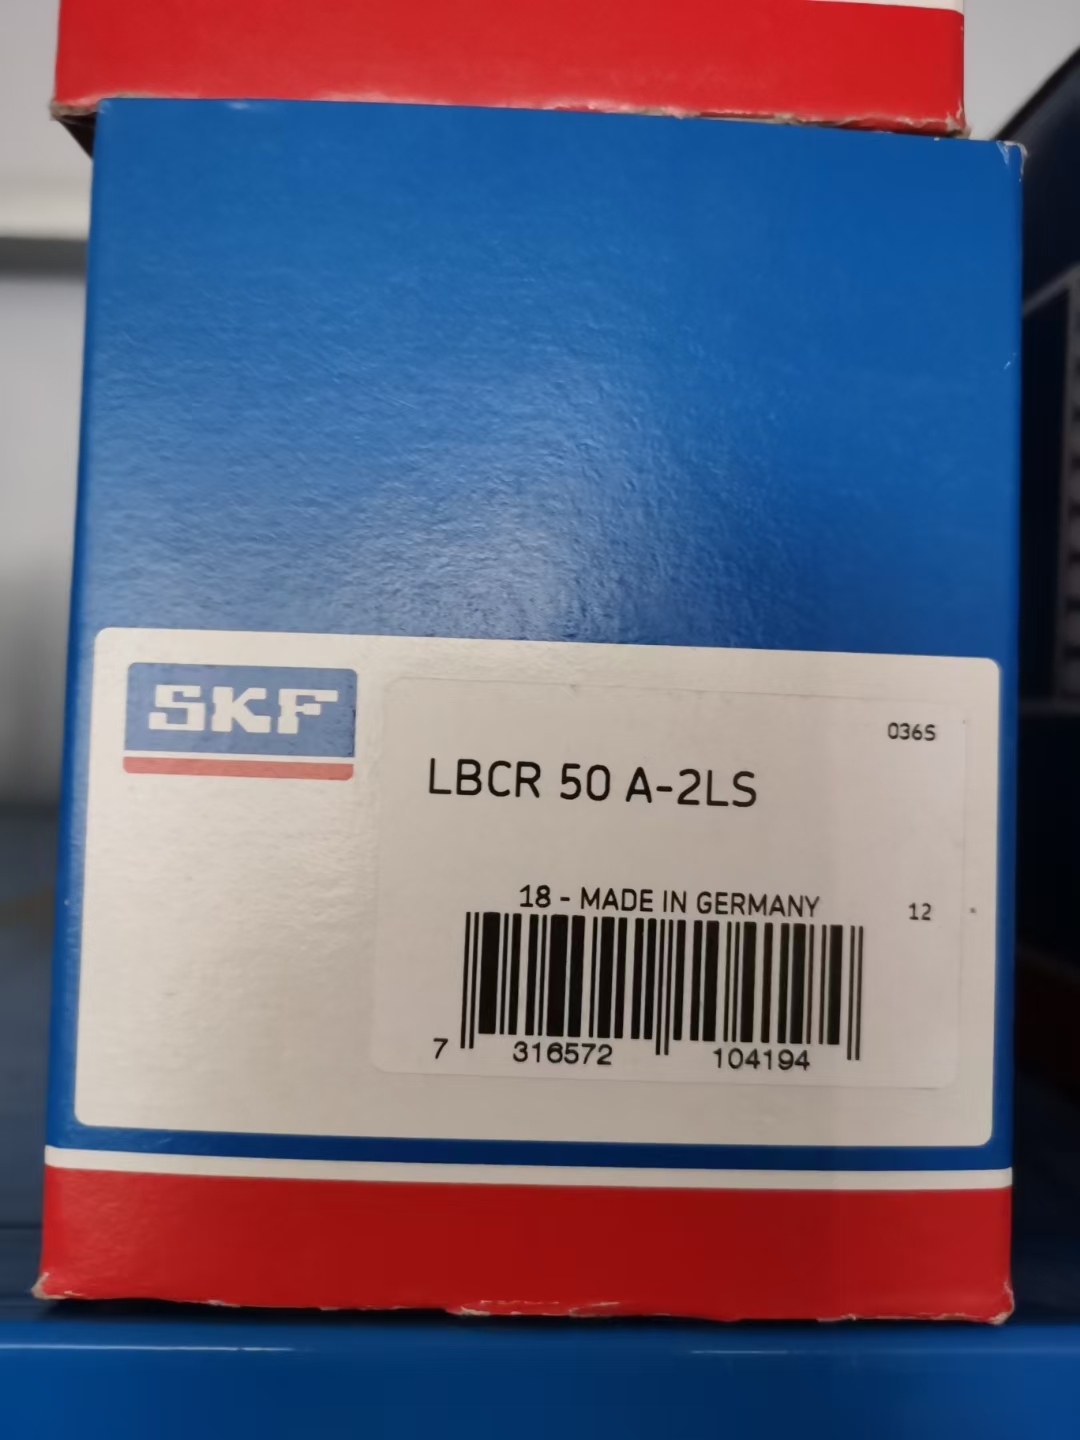 SKF
036S
LBCR 50 A-2LS
18 - MADE IN GERMANY
12
7 316572 104194